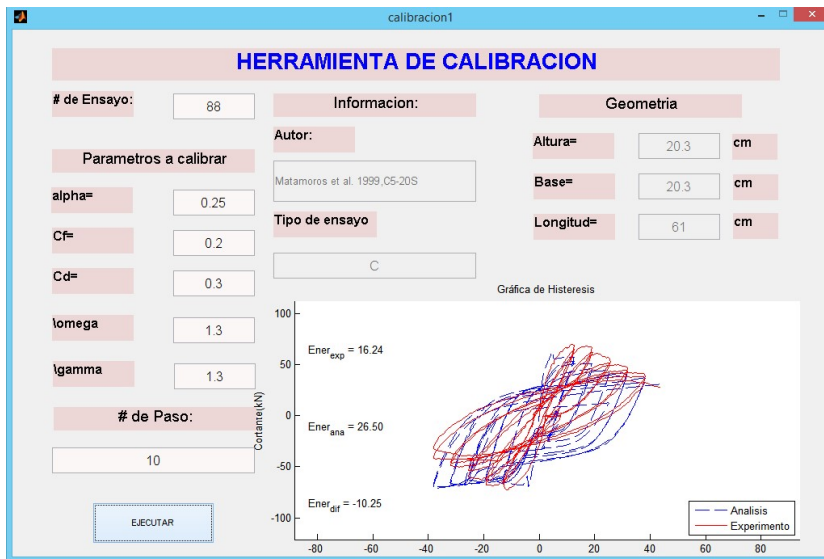 calibracion1
HERRAMIENTA DE CALIBRACION
# de Ensayo:
88
Parametros a calibrar
alpha=
0.25
Cf=
0.2
Cd=
0.3
\omega
1.3
\gamma
1.3
# de Paso:
10
EJECUTAR
Informacion:
Autor:
Matamoros et al. 1999,C5-20S
Tipo de ensayo
C
Geometria
Altura=
20.3
cm
Base=
20.3
cm
Longitud=
61
cm
Gráfica de Histeresis
Cortante(kN)
100
50
0
-50
-100
Ener_exp = 16.24
Ener_ana = 26.50
Ener_dif = -10.25
-80 -60 -40 -20 0 20 40 60 80
Analisis
Experimento